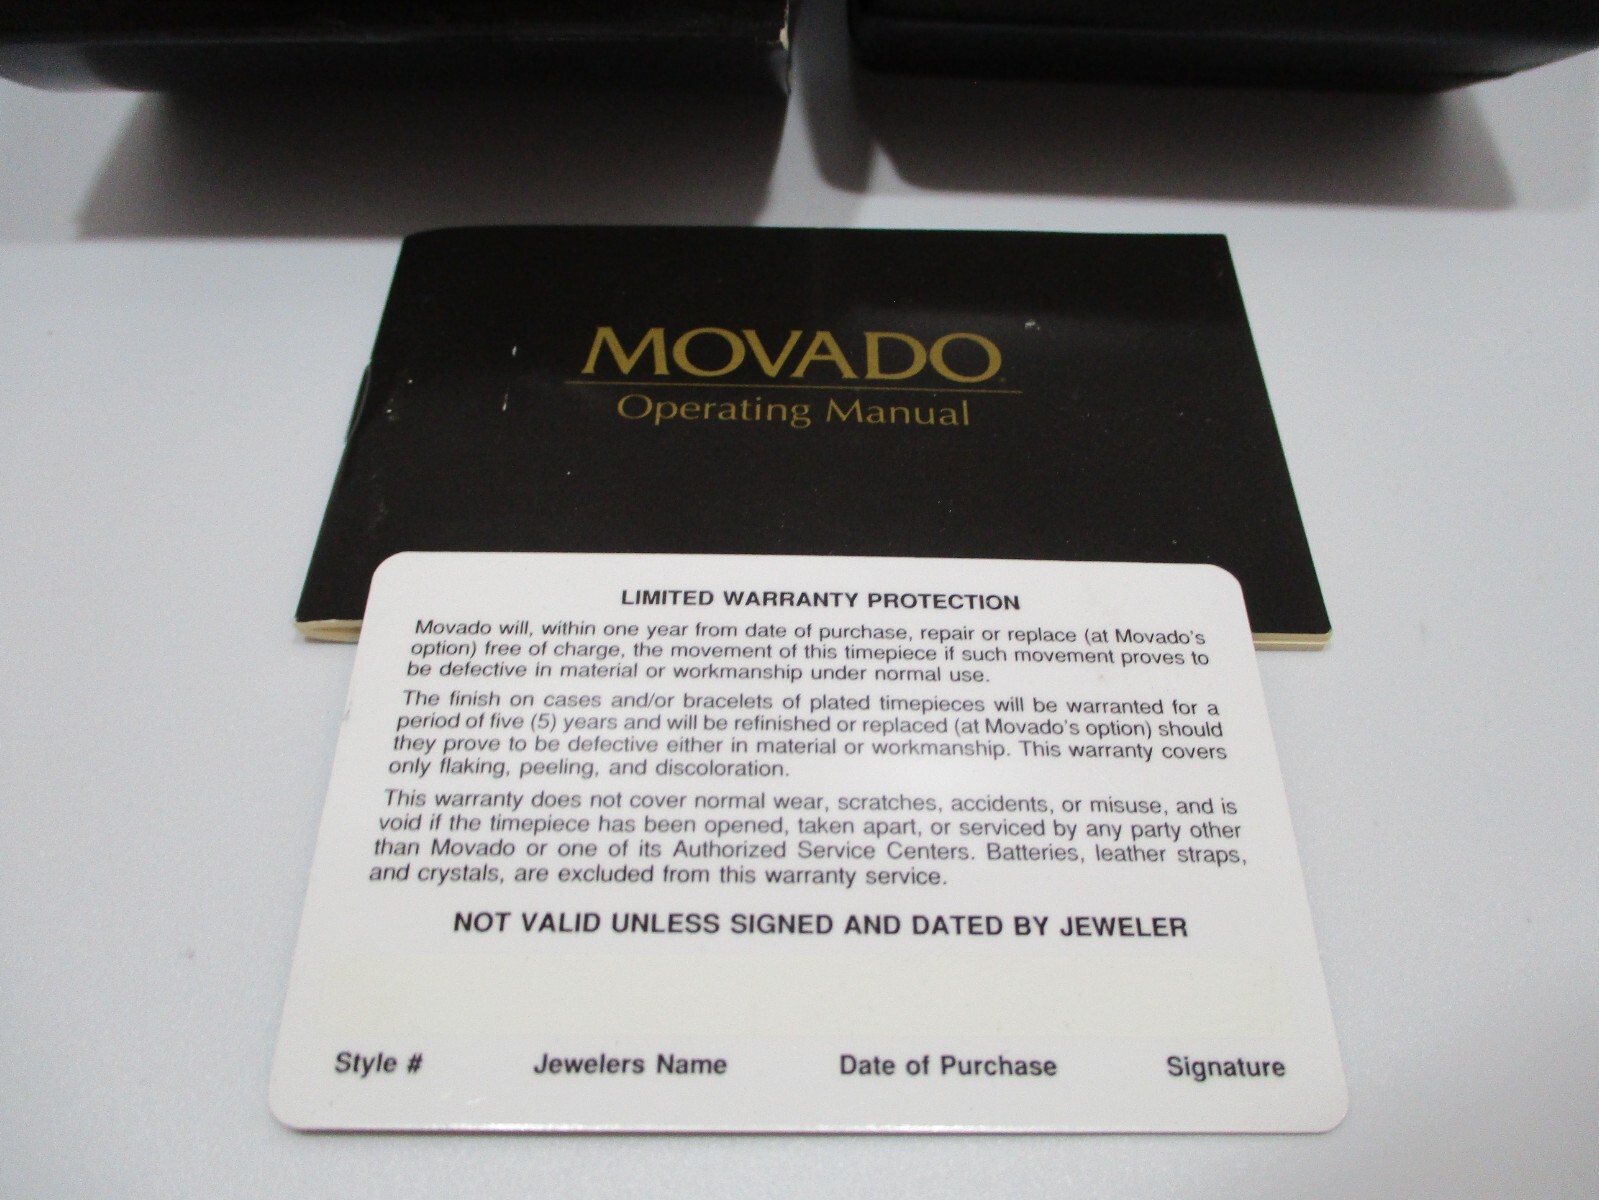 MOVADO
Operating Manual
LIMITED WARRANTY PROTECTION
Movado will, within one year from date of purchase, repair or replace (at Movado's
option) free of charge, the movement of this timepiece if such movement proves to
be defective in material or workmanship under normal use.
The finish on cases and/or bracelets of plated timepieces will be warranted for a
period of five (5) years and will be refinished or replaced (at Movado's option) should
they prove to be defective either in material or workmanship. This warranty covers
only flaking, peeling, and discoloration.
This warranty does not cover normal wear, scratches, accidents, or misuse, and is
void if the timepiece has been opened, taken apart, or serviced by any party other
than Movado or one of its Authorized Service Centers. Batteries, leather straps,
and crystals, are excluded from this warranty service.
NOT VALID UNLESS SIGNED AND DATED BY JEWELER
Style # Jewelers Name Date of Purchase Signature